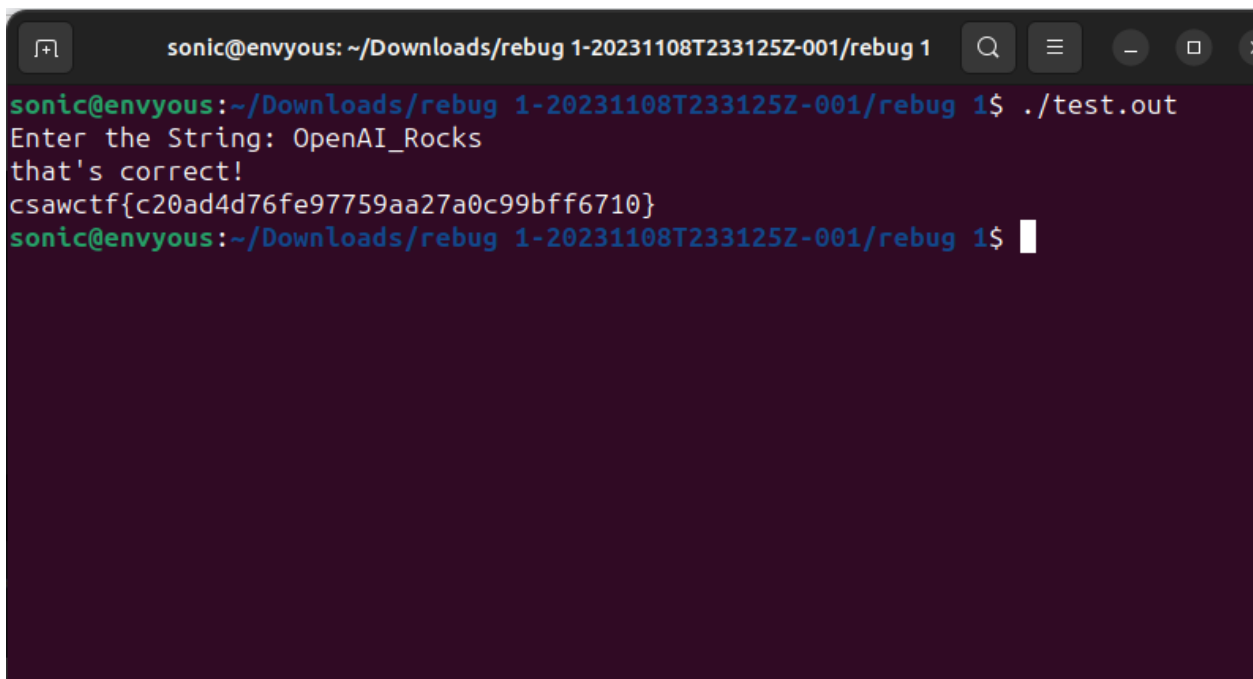 sonic@envyous: ~/Downloads/rebug 1-20231108T233125Z-001/rebug 1
sonic@envyous:~/Downloads/rebug 1-20231108T233125Z-001/rebug 1$ ./test.out
Enter the String: OpenAI_Rocks
that's correct!
csawctf{c20ad4d76fe97759aa27a0c99bff6710}
sonic@envyous:~/Downloads/rebug 1-20231108T233125Z-001/rebug 1$